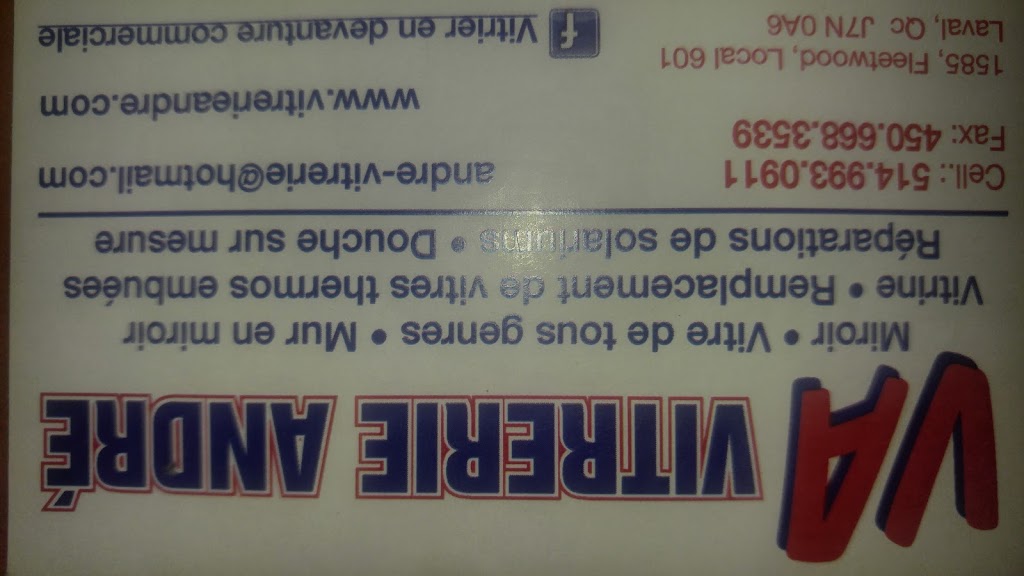 VA VITRERIE ANDRÉ
Miroir • Vitre de tous genres • Mur en miroir
Vitrine • Remplacement de vitres thermos embuées
Réparations de solariums • Douche sur mesure
Cell.: 514.993.0911
Fax: 450.668.3539
1585, Fleetwood, Local 601
Laval, Qc J7N 0A6
andre-vitrerie@hotmail.com
www.vitrerieandre.com
f Vitrier en devanture commerciale